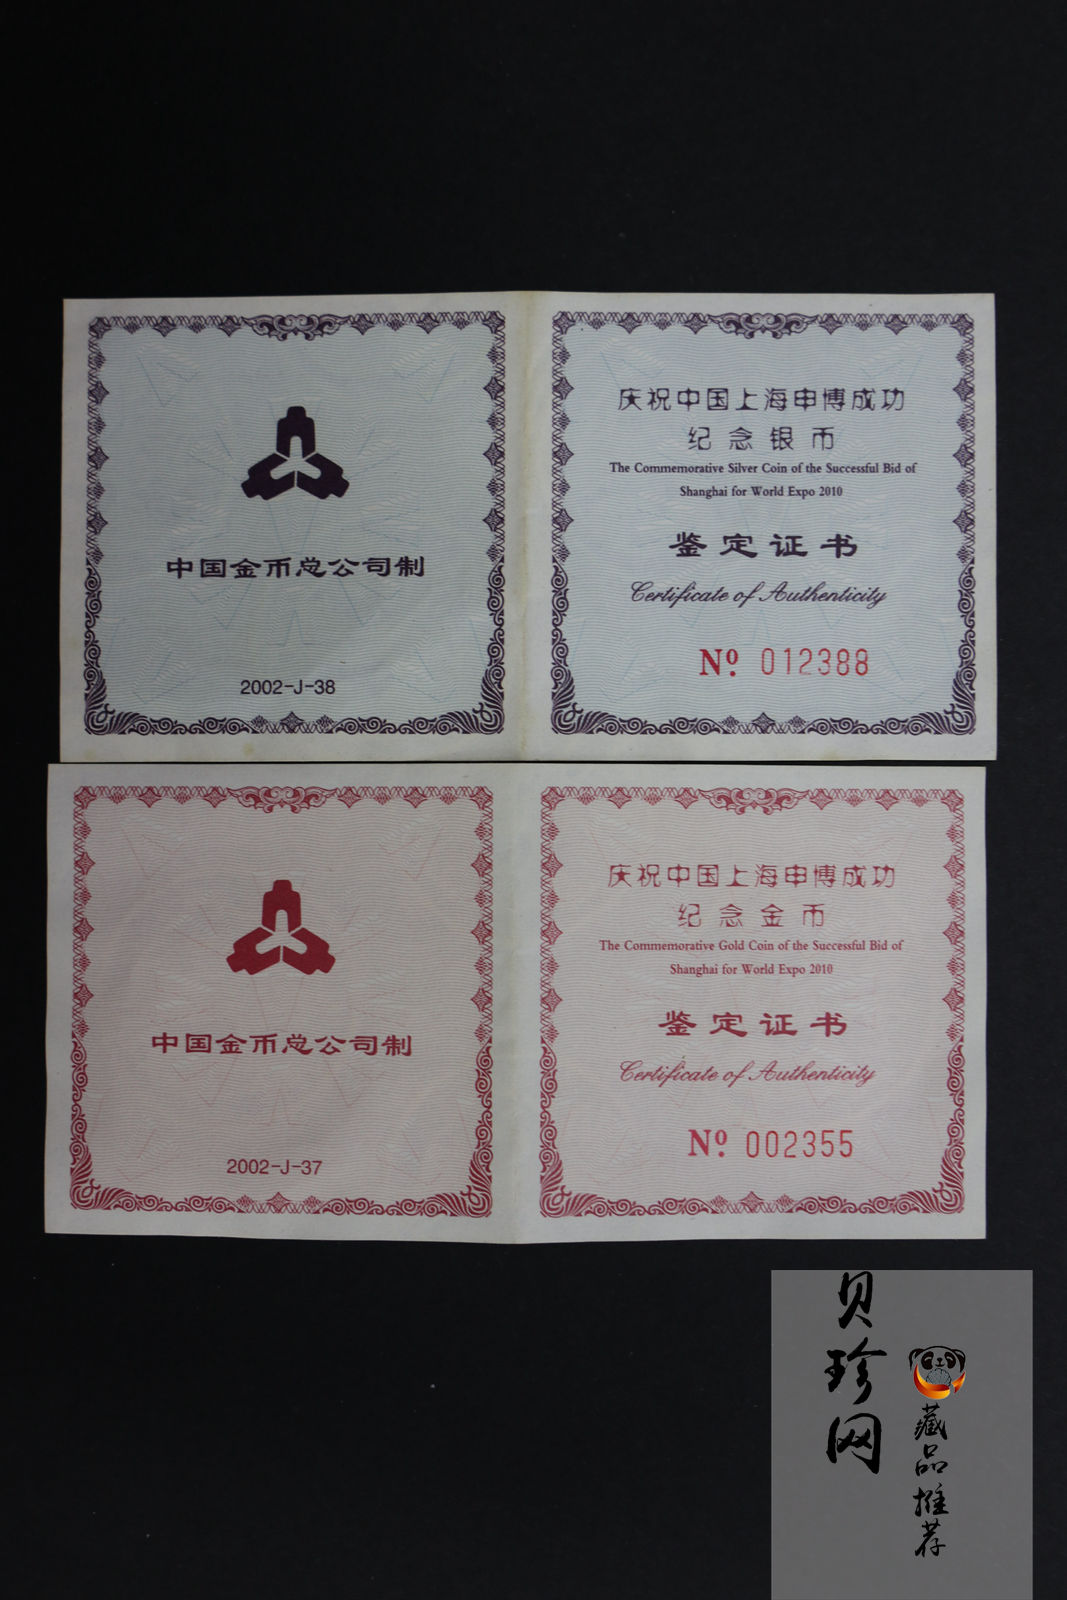 中国金币总公司制
2002-J-38
庆祝中国上海申博成功
纪念银币
The Commemorative Silver Coin of the Successful Bid of
Shanghai for World Expo 2010
鉴定证书
Certificate of Authenticity
Nº. 012388
中国金币总公司制
2002-J-37
庆祝中国上海申博成功
纪念金币
The Commemorative Gold Coin of the Successful Bid of
Shanghai for World Expo 2010
鉴定证书
Certificate of Authenticity
Nº. 002355
贝珍网
藏品推荐